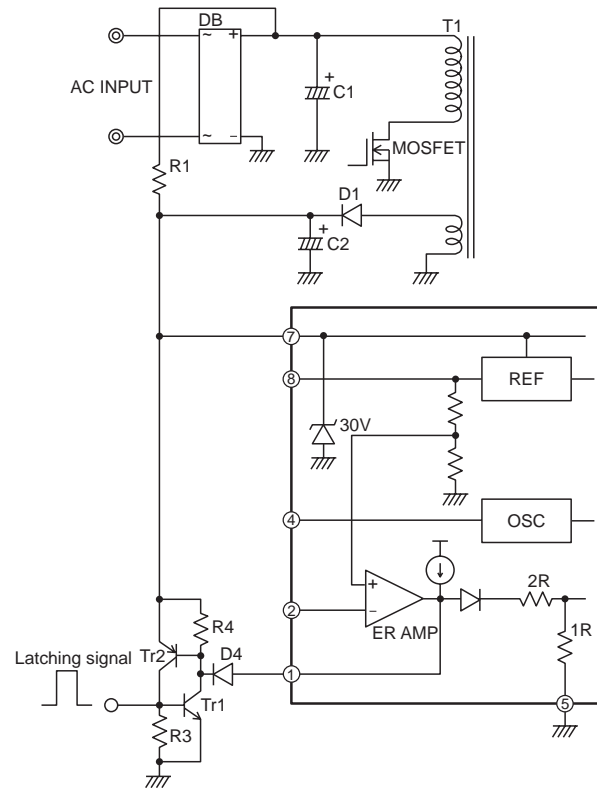 DB
T1
~ +
AC INPUT
+
C1
~ −
MOSFET
R1
D1
+
C2
7
8
REF
30V
4
OSC
+
2R
2
−
ER AMP
1R
R4
Tr2
D4
Latching signal
1
Tr1
R3
5